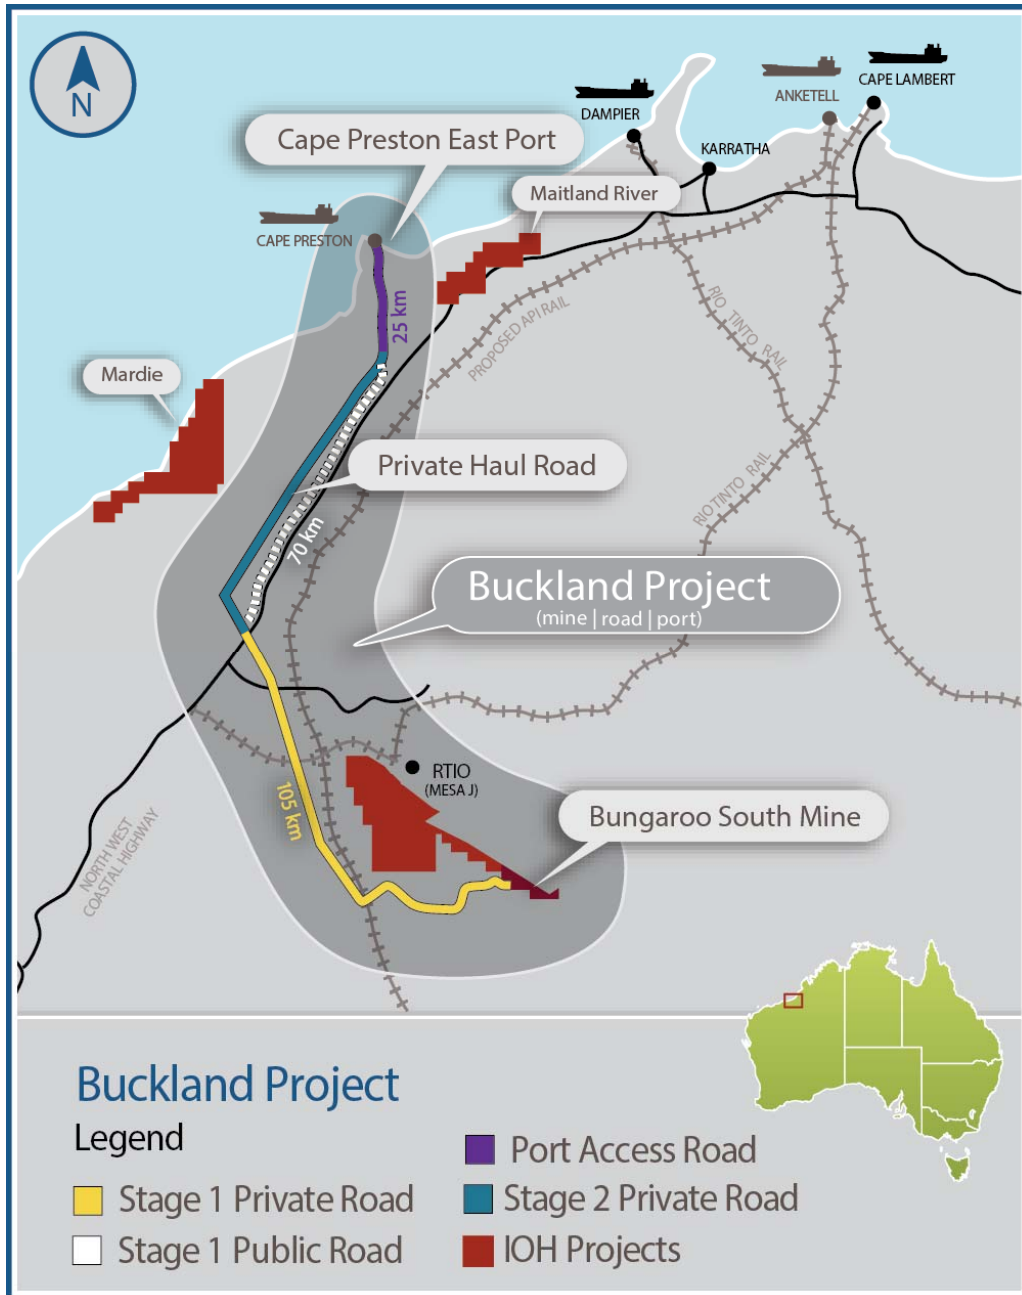 N
DAMPIER
ANKETELL
CAPE LAMBERT
KARRATHA
Cape Preston East Port
Maitland River
CAPE PRESTON
25 km
PROPOSED API RAIL
RIO TINTO RAIL
Mardie
Private Haul Road
70 km
RIO TINTO RAIL
Buckland Project
(mine | road | port)
RTIO
(MESA J)
105 km
Bungaroo South Mine
NORTH WEST
COASTAL HIGHWAY
Buckland Project
Legend
Port Access Road
Stage 1 Private Road
Stage 2 Private Road
Stage 1 Public Road
IOH Projects